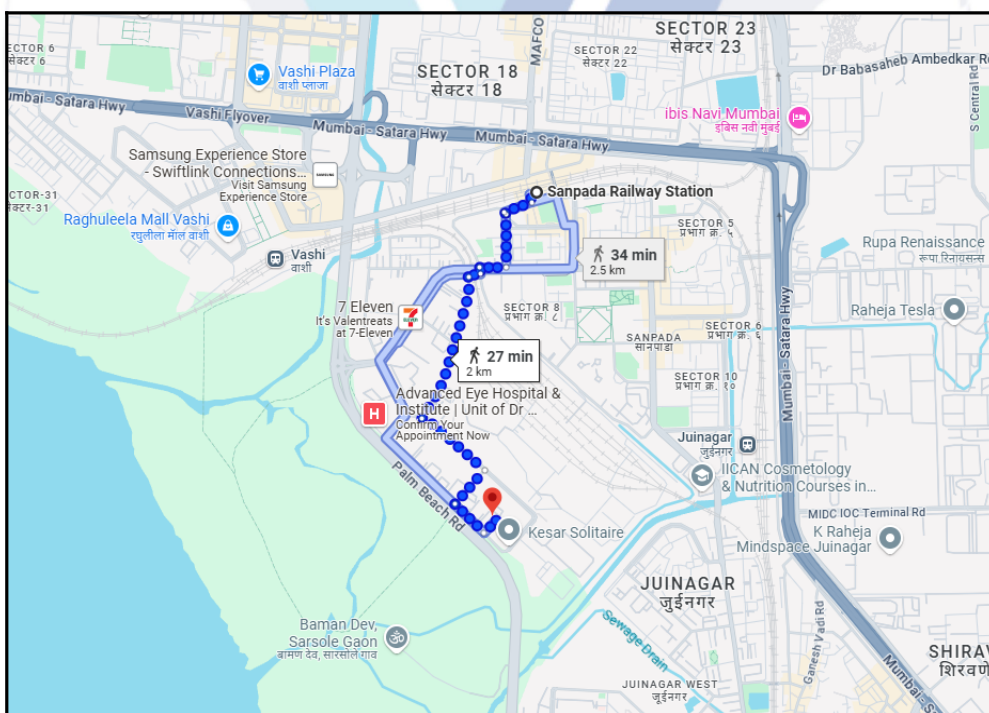 SECTOR 6
सेक्टर 6
Vashi Plaza
वाशी प्लाजा
SECTOR 18
सेक्टर 18
MAFCO
SECTOR 22
सेक्टर 22
SECTOR 23
सेक्टर 23
Dr Babasaheb Ambedkar Rd
S Central Rd
Mumbai - Satara Hwy
Vashi Flyover
Mumbai - Satara Hwy
Mumbai - Satara Hwy
ibis Navi Mumbai
इबिस नवी मुंबई
Samsung Experience Store
- Swiftlink Connections...
Visit Samsung
Experience Store
CTOR-31
सेक्टर-31
Raghuleela Mall Vashi
रघुलीला मॉल वाशी
Sanpada Railway Station
Vashi
वाशी
SECTOR 5
प्रभाग क्र. ५
34 min
2.5 km
Rupa Renaissance
रूपा रिनायसन्स
7 Eleven
It's Valentreats
at 7-Eleven
SECTOR 8
प्रभाग क्र. ८
SANPADA
सानपाडा
SECTOR 6
प्रभाग क्र. ६
Raheja Tesla
Mumbai - Satara Hwy
27 min
2 km
SECTOR 10
प्रभाग क्र. १०
H
Advanced Eye Hospital &
Institute | Unit of Dr ...
Confirm Your
Appointment Now
Juinagar
जुईनगर
IICAN Cosmetology
& Nutrition Courses in...
Palm Beach Rd
Kesar Solitaire
MIDC IOC Terminal Rd
K Raheja
Mindspace Juinagar
JUINAGAR
जुईनगर
Baman Dev,
Sarsole Gaon
बामण देव, सारसोळे गाव
Sewage Drain
Ganesh Vadi Rd
SHIRAV
शिरवणे
JUINAGAR WEST
जुईनगर
Mumbai - Sat